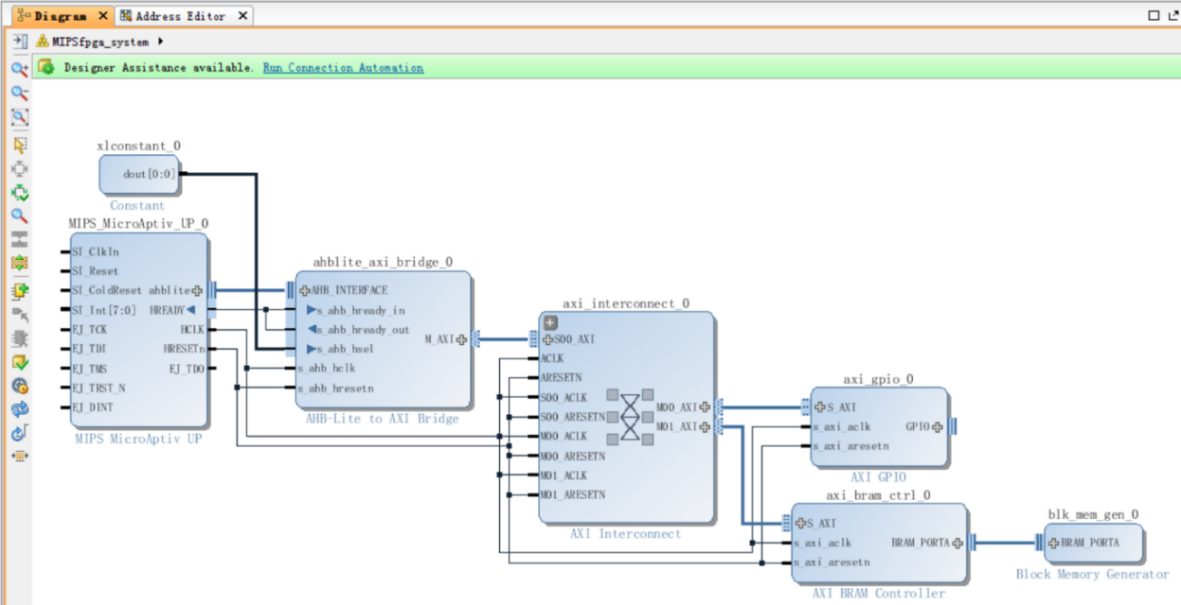 Diagram X Address Editor X
MIPSfpga_system
Designer Assistance available. Run Connection Automation
xlconstant_0
dout[0:0]
Constant
MIPS_MicroAptiv_UP_0
SI_ClkIn
SI_Reset
SI_ColdReset ahblite
SI_Int[7:0] HREADY
EJ_TCK HCLK
EJ_TDI HRESETn
EJ_TMS EJ_TDO
EJ_TRST_N
EJ_DINT
MIPS MicroAptiv UP
ahblite_axi_bridge_0
AHB_INTERFACE
s_ahb_hready_in
s_ahb_hready_out
M_AXI
s_ahb_hsel
s_ahb_hclk
s_ahb_hresetn
AHB-Lite to AXI Bridge
axi_interconnect_0
S00_AXI
ACLK
ARESETN
S00_ACLK
M00_AXI
S00_ARESETN
M01_AXI
M00_ACLK
M00_ARESETN
M01_ACLK
M01_ARESETN
AXI Interconnect
axi_gpio_0
S_AXI
s_axi_aclk GPIO
s_axi_aresetn
AXI GPIO
axi_bram_ctrl_0
S_AXI
s_axi_aclk BRAM_PORTA
s_axi_aresetn
AXI BRAM Controller
blk_mem_gen_0
BRAM_PORTA
Block Memory Generator